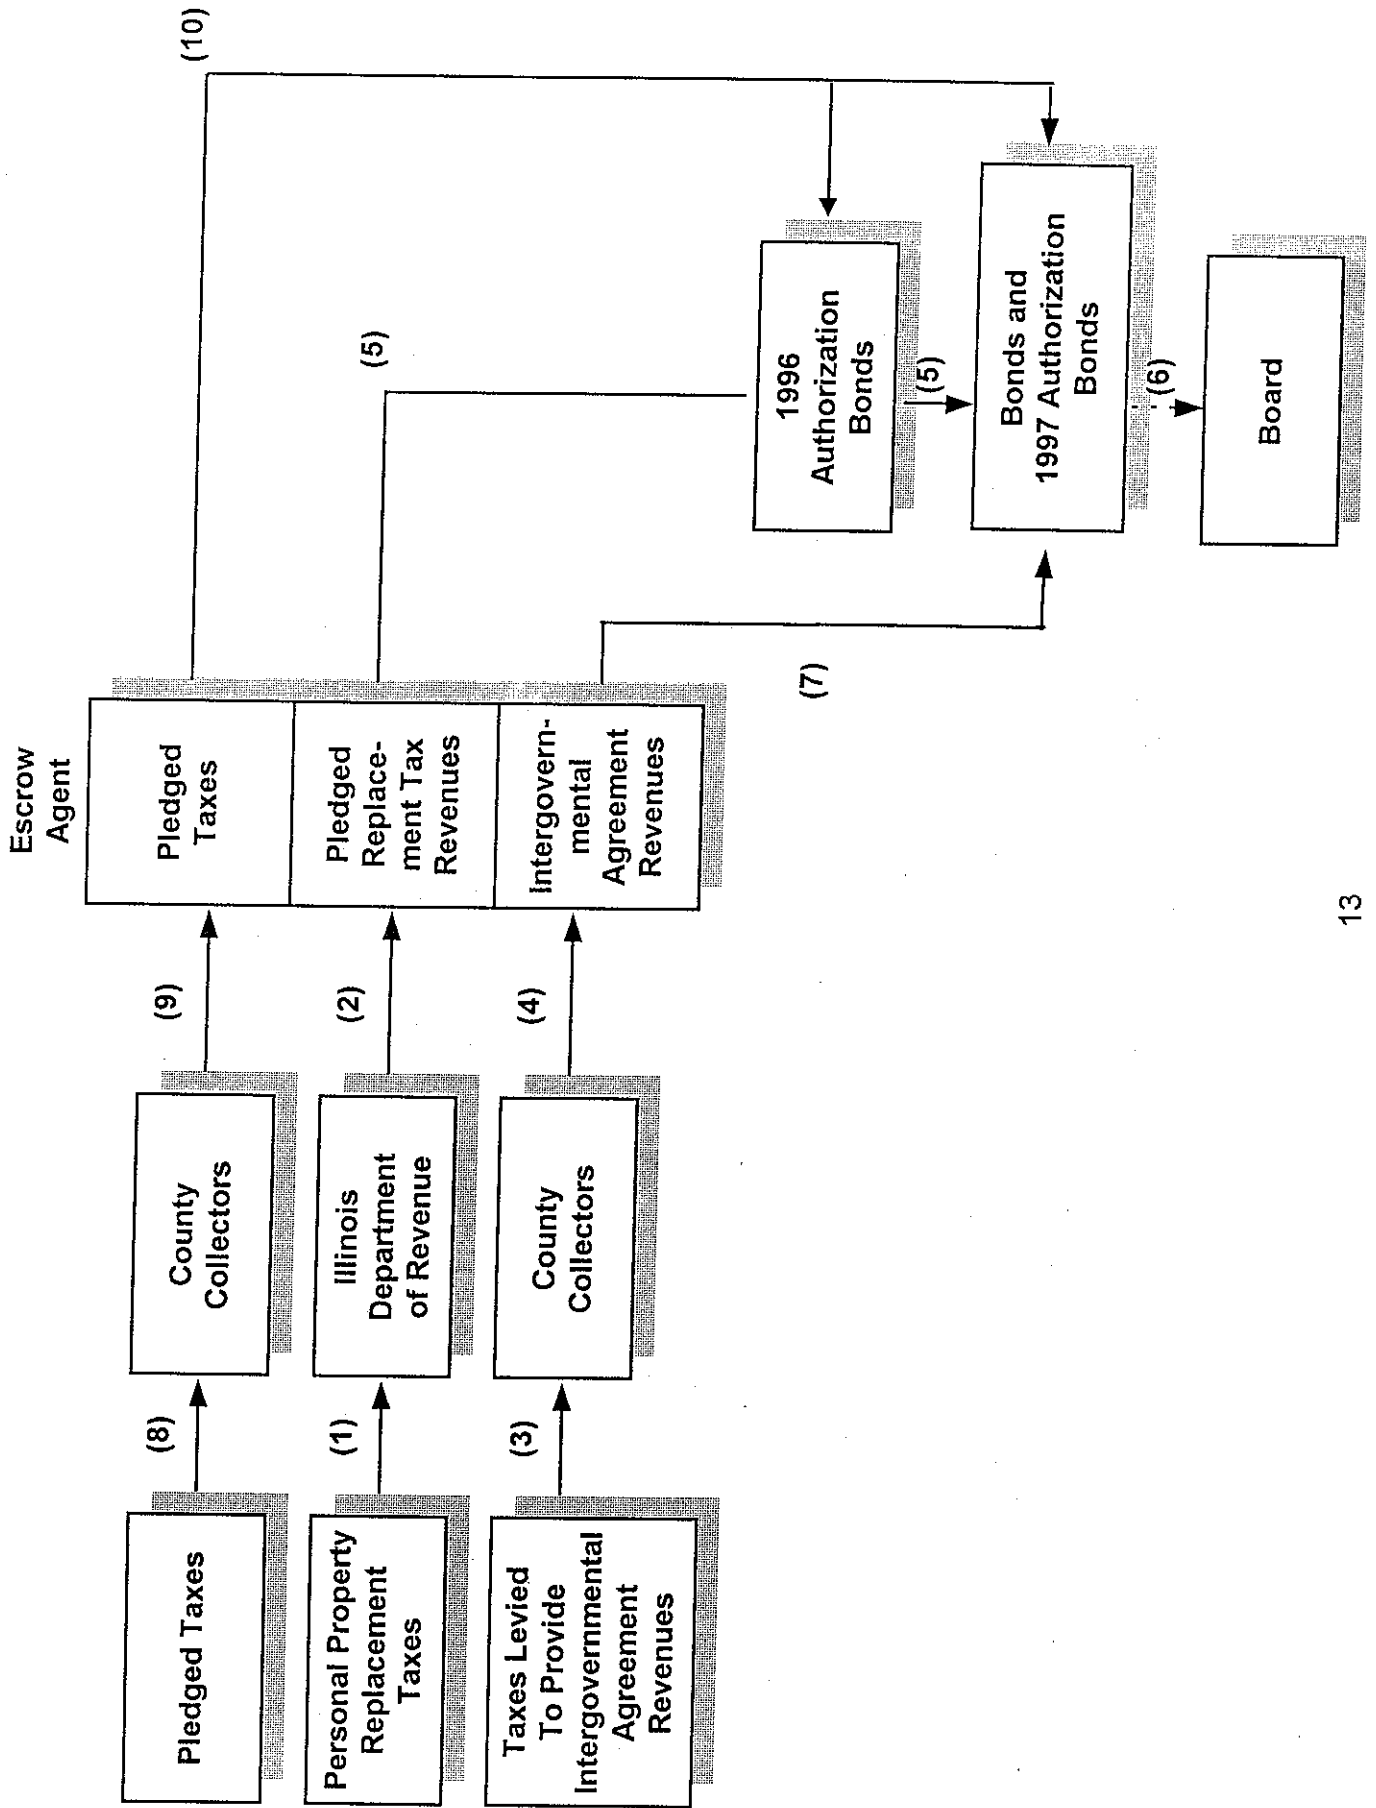 Pledged Taxes
(8)
County
Collectors
(9)
Escrow
Agent
Pledged
Taxes
(10)
Personal Property
Replacement
Taxes
(1)
Illinois
Department
of Revenue
(2)
Pledged
Replace-
ment Tax
Revenues
(5)
Taxes Levied
To Provide
Intergovernmental
Agreement
Revenues
(3)
County
Collectors
(4)
Intergovern-
mental
Agreement
Revenues
(7)
1996
Authorization
Bonds
(5)
Bonds and
1997 Authorization
Bonds
(6)
Board
13